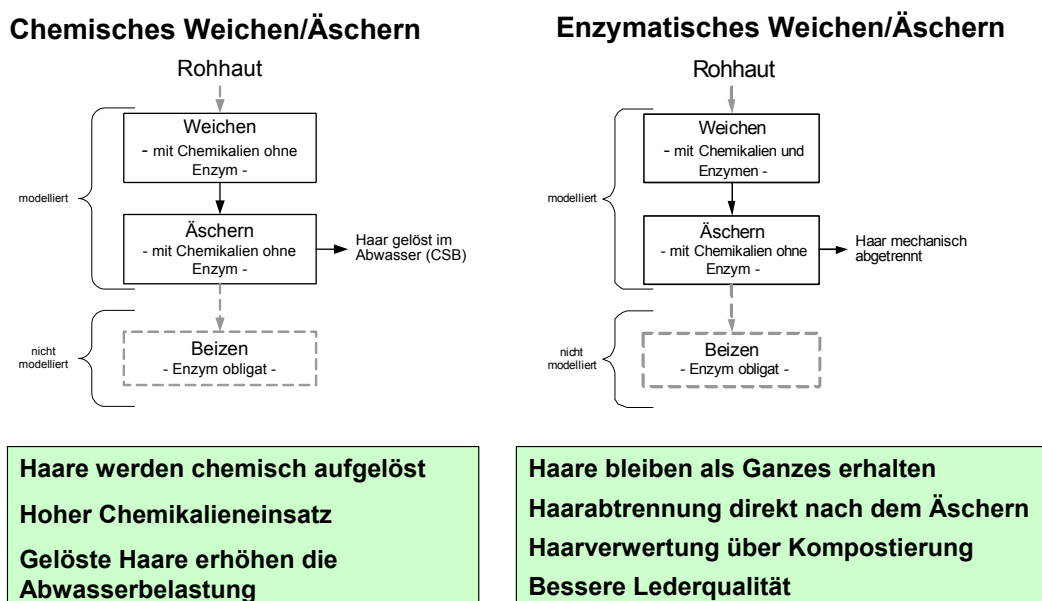 Chemisches Weichen/Äschern
Rohhaut
Weichen
- mit Chemikalien ohne
Enzym -
modelliert
Äschern
- mit Chemikalien ohne
Enzym -
Haar gelöst im
Abwasser (CSB)
nicht
modelliert
Beizen
- Enzym obligat -
Haare werden chemisch aufgelöst
Hoher Chemikalieneinsatz
Gelöste Haare erhöhen die
Abwasserbelastung
Enzymatisches Weichen/Äschern
Rohhaut
Weichen
- mit Chemikalien und
Enzymen -
modelliert
Äschern
- mit Chemikalien ohne
Enzym -
Haar mechanisch
abgetrennt
nicht
modelliert
Beizen
- Enzym obligat -
Haare bleiben als Ganzes erhalten
Haarabtrennung direkt nach dem Äschern
Haarverwertung über Kompostierung
Bessere Lederqualität